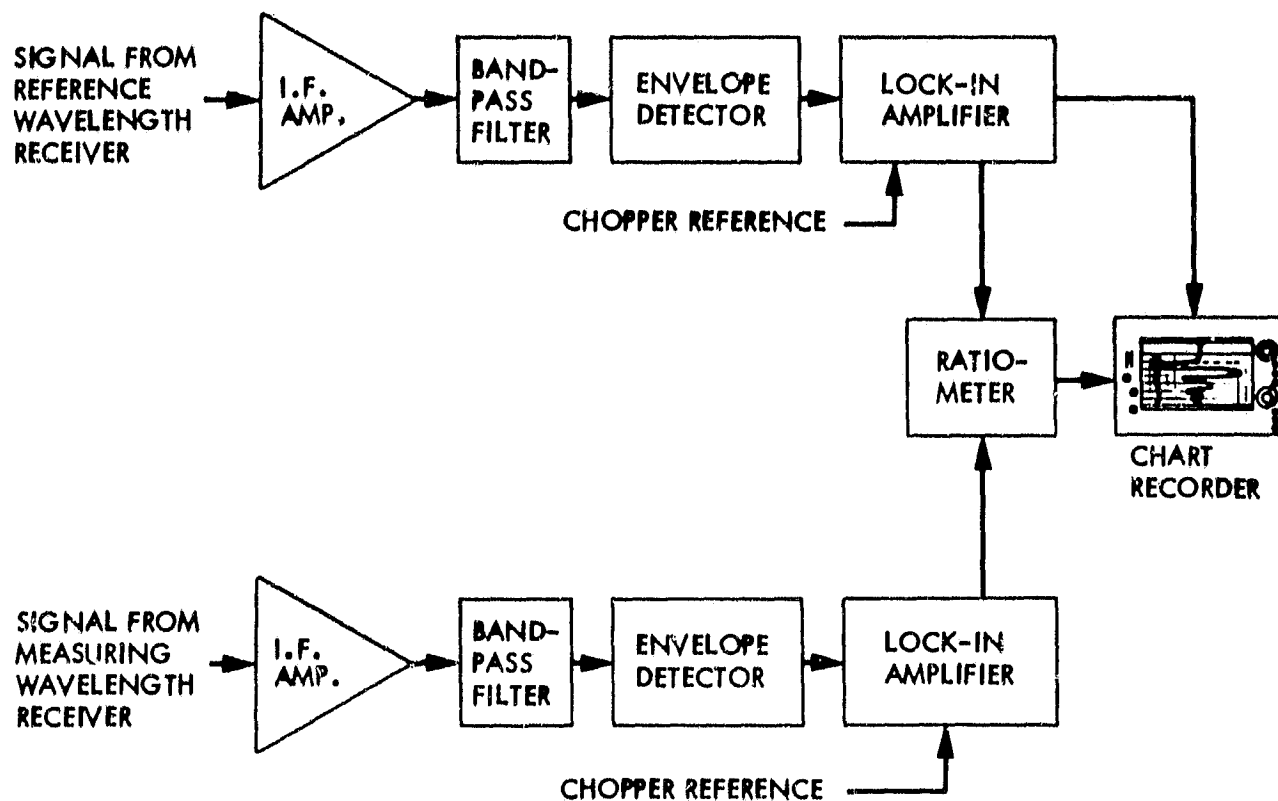 SIGNAL FROM
REFERENCE
WAVELENGTH
RECEIVER
I.F.
AMP.
BAND-
PASS
FILTER
ENVELOPE
DETECTOR
LOCK-IN
AMPLIFIER
CHOPPER REFERENCE
RATIO-
METER
CHART
RECORDER
SIGNAL FROM
MEASURING
WAVELENGTH
RECEIVER
I.F.
AMP.
BAND-
PASS
FILTER
ENVELOPE
DETECTOR
LOCK-IN
AMPLIFIER
CHOPPER REFERENCE